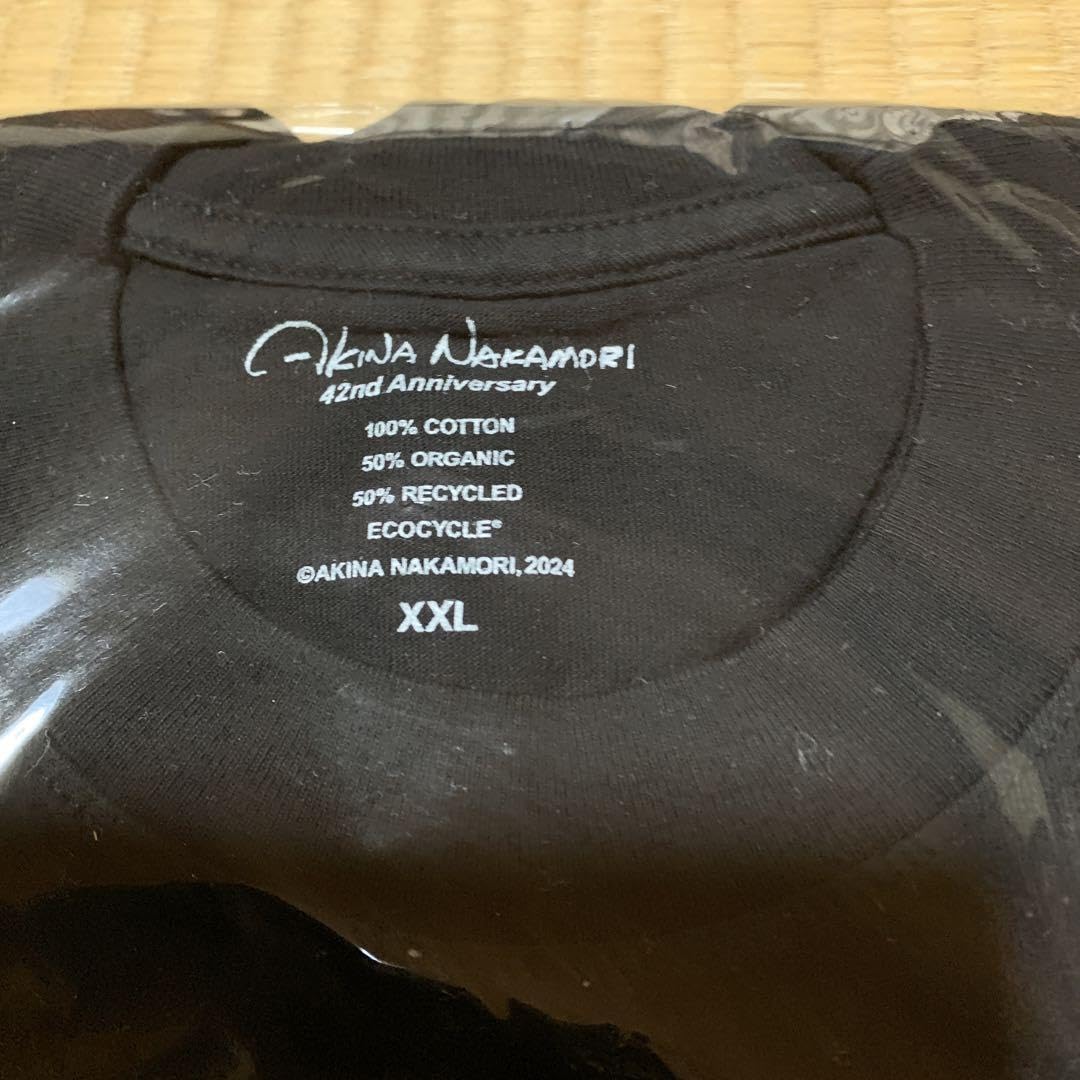 AKINA NAKAMORI
42nd Anniversary
100% COTTON
50% ORGANIC
50% RECYCLED
ECOCYCLE®
©AKINA NAKAMORI, 2024
XXL